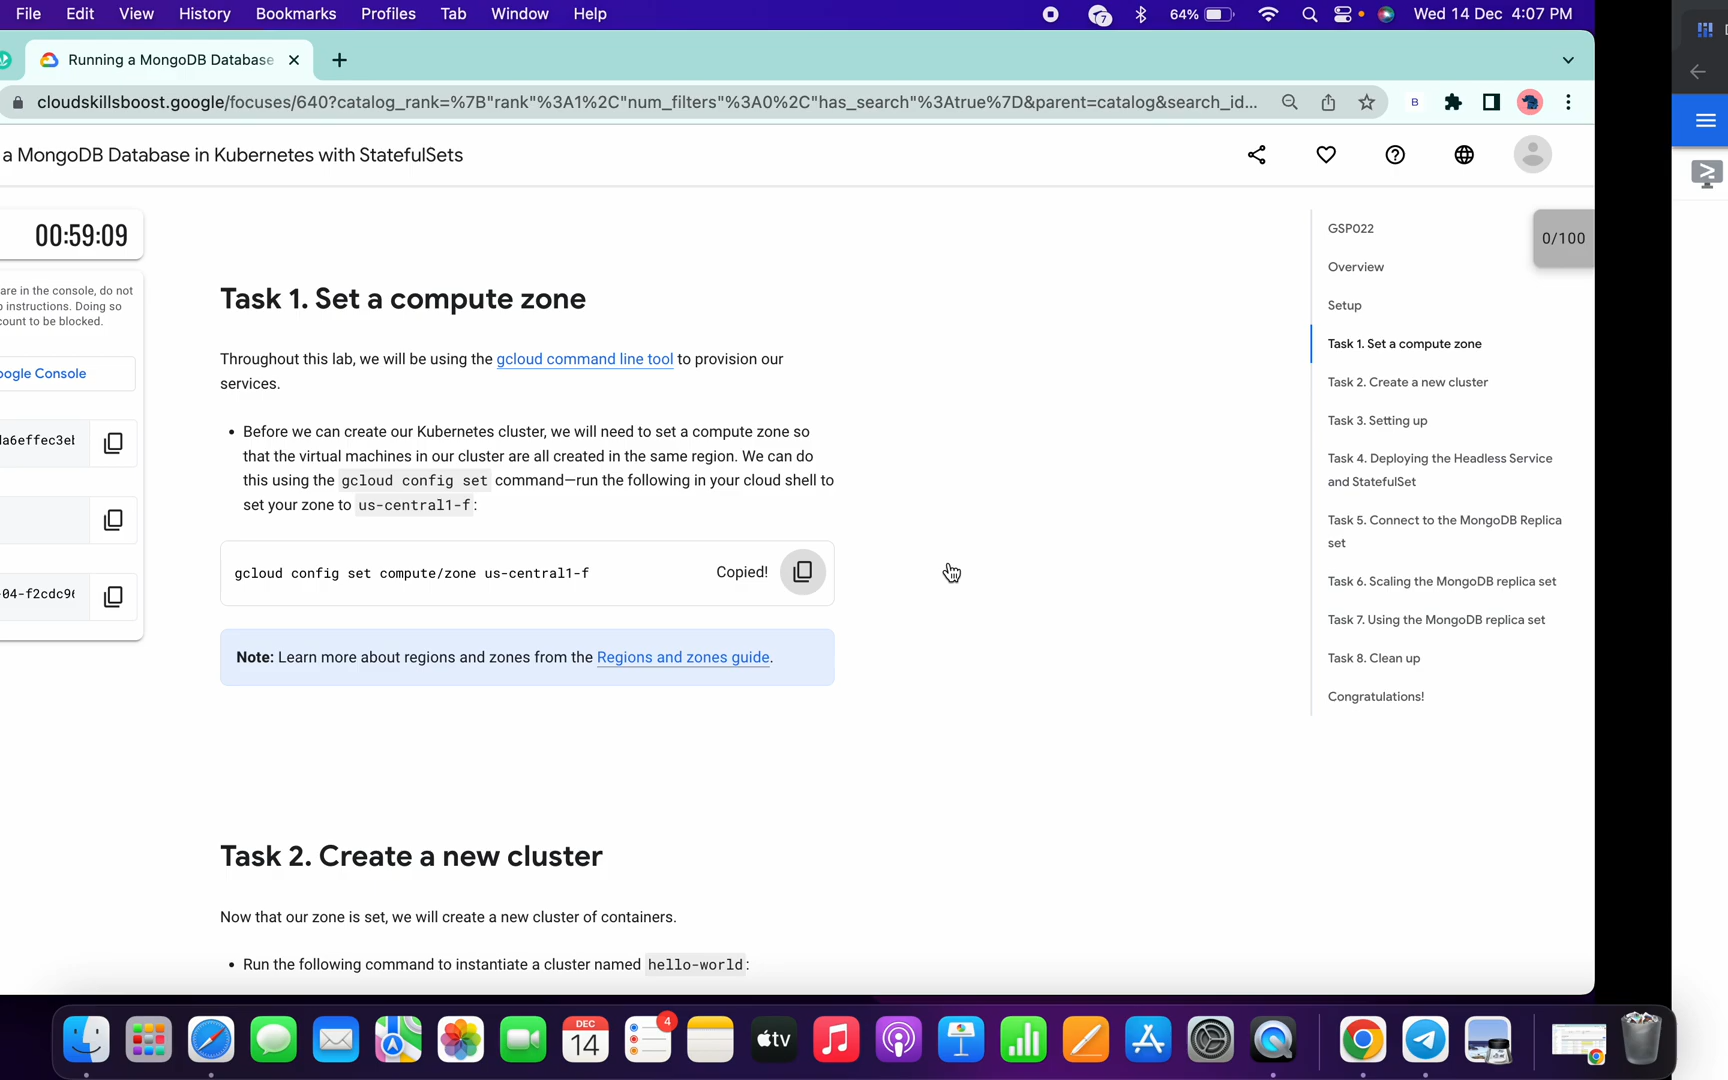 File Edit View History Bookmarks Profiles Tab Window Help 7 64% Wed 14 Dec 4:07 PM
Running a MongoDB Database
cloudskillsboost.google/focuses/640?catalog_rank=%7B"rank"%3A1%2C"num_filters"%3A0%2C"has_search"%3Atrue%7D&parent=catalog&search_id... B
a MongoDB Database in Kubernetes with StatefulSets
00:59:09
are in the console, do not
instructions. Doing so
count to be blocked.
oogle Console
da6effec3eb
-04-f2cdc96
Task 1. Set a compute zone
Throughout this lab, we will be using the gcloud command line tool to provision our
services.
• Before we can create our Kubernetes cluster, we will need to set a compute zone so
that the virtual machines in our cluster are all created in the same region. We can do
this using the gcloud config set command—run the following in your cloud shell to
set your zone to us-central1-f:
gcloud config set compute/zone us-central1-f Copied!
Note: Learn more about regions and zones from the Regions and zones guide.
Task 2. Create a new cluster
Now that our zone is set, we will create a new cluster of containers.
• Run the following command to instantiate a cluster named hello-world:
GSP022
0/100
Overview
Setup
Task 1. Set a compute zone
Task 2. Create a new cluster
Task 3. Setting up
Task 4. Deploying the Headless Service
and StatefulSet
Task 5. Connect to the MongoDB Replica
set
Task 6. Scaling the MongoDB replica set
Task 7. Using the MongoDB replica set
Task 8. Clean up
Congratulations!
DEC
14
4
tv